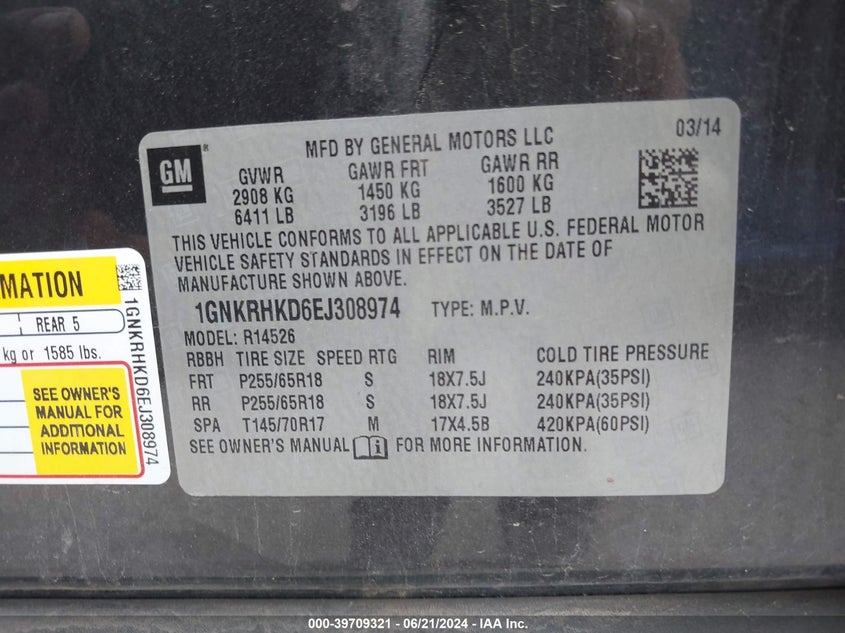 MFD BY GENERAL MOTORS LLC
03/14
GM
GVWR GAWR FRT GAWR RR
2908 KG 1450 KG 1600 KG
6411 LB 3196 LB 3527 LB
THIS VEHICLE CONFORMS TO ALL APPLICABLE U.S. FEDERAL MOTOR
VEHICLE SAFETY STANDARDS IN EFFECT ON THE DATE OF
MANUFACTURE SHOWN ABOVE.
1GNKRHKD6EJ308974 TYPE: M.P.V.
MODEL: R14526
RBBH TIRE SIZE SPEED RTG RIM COLD TIRE PRESSURE
FRT P255/65R18 S 18X7.5J 240KPA(35PSI)
RR P255/65R18 S 18X7.5J 240KPA(35PSI)
SPA T145/70R17 M 17X4.5B 420KPA(60PSI)
SEE OWNER'S MANUAL FOR MORE INFORMATION.
REAR 5
kg or 1585 lbs.
SEE OWNER'S
MANUAL FOR
ADDITIONAL
INFORMATION
1GNKRHKD6EJ308974
000-39709321 - 06/21/2024 - IAA Inc.